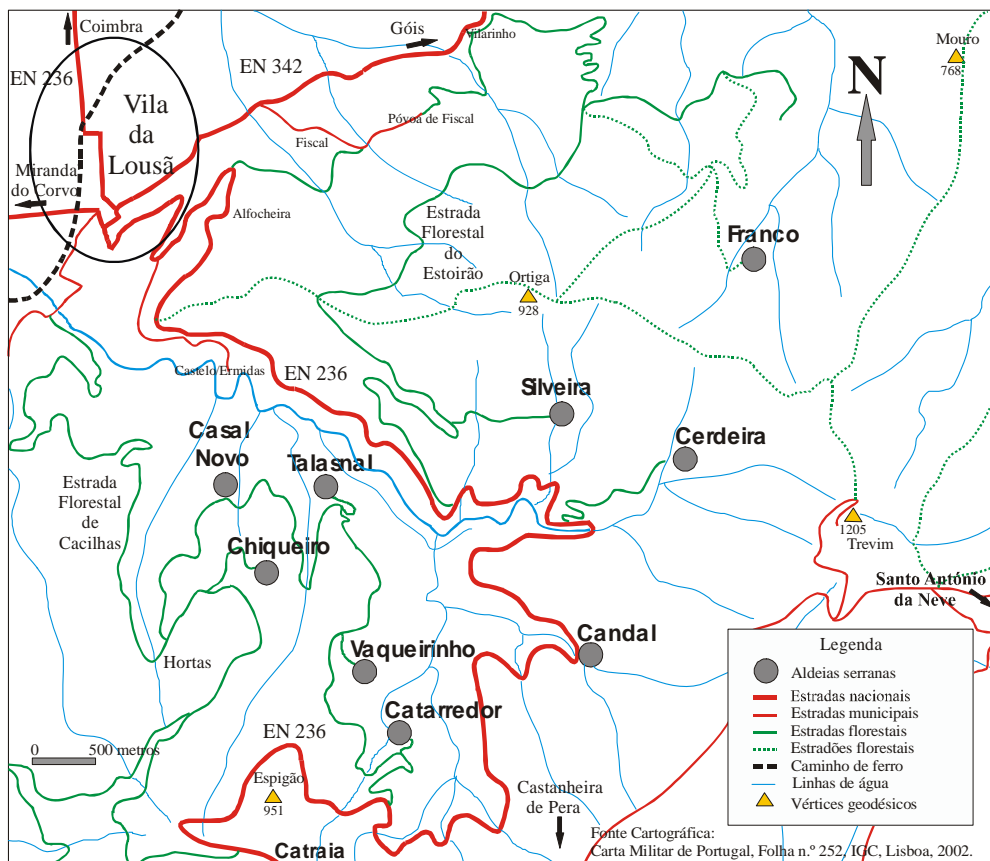 Coimbra
EN 236
Vila
da
Lousã
Miranda
do Corvo
EN 342
Góis
Vilarinho
Mouro
768
N
Fiscal
Póvoa de Fiscal
Alfocheira
Estrada
Florestal
do
Estoirão
Franco
Ortiga
928
Castelo/Ermidas
EN 236
Silveira
Casal
Novo
Talasnal
Cerdeira
Estrada
Florestal
de
Cacilhas
Chiqueiro
1205
Trevim
Santo António
da Neve
Hortas
Vaqueirinho
Candal
Catarredor
0 500 metros
EN 236
Espigão
951
Catraia
Castanheira
de Pera
Legenda
Aldeias serranas
Estradas nacionais
Estradas municipais
Estradas florestais
Estradões florestais
Caminho de ferro
Linhas de água
Vértices geodésicos
Fonte Cartográfica:
Carta Militar de Portugal, Folha n.º 252, IGC, Lisboa, 2002.